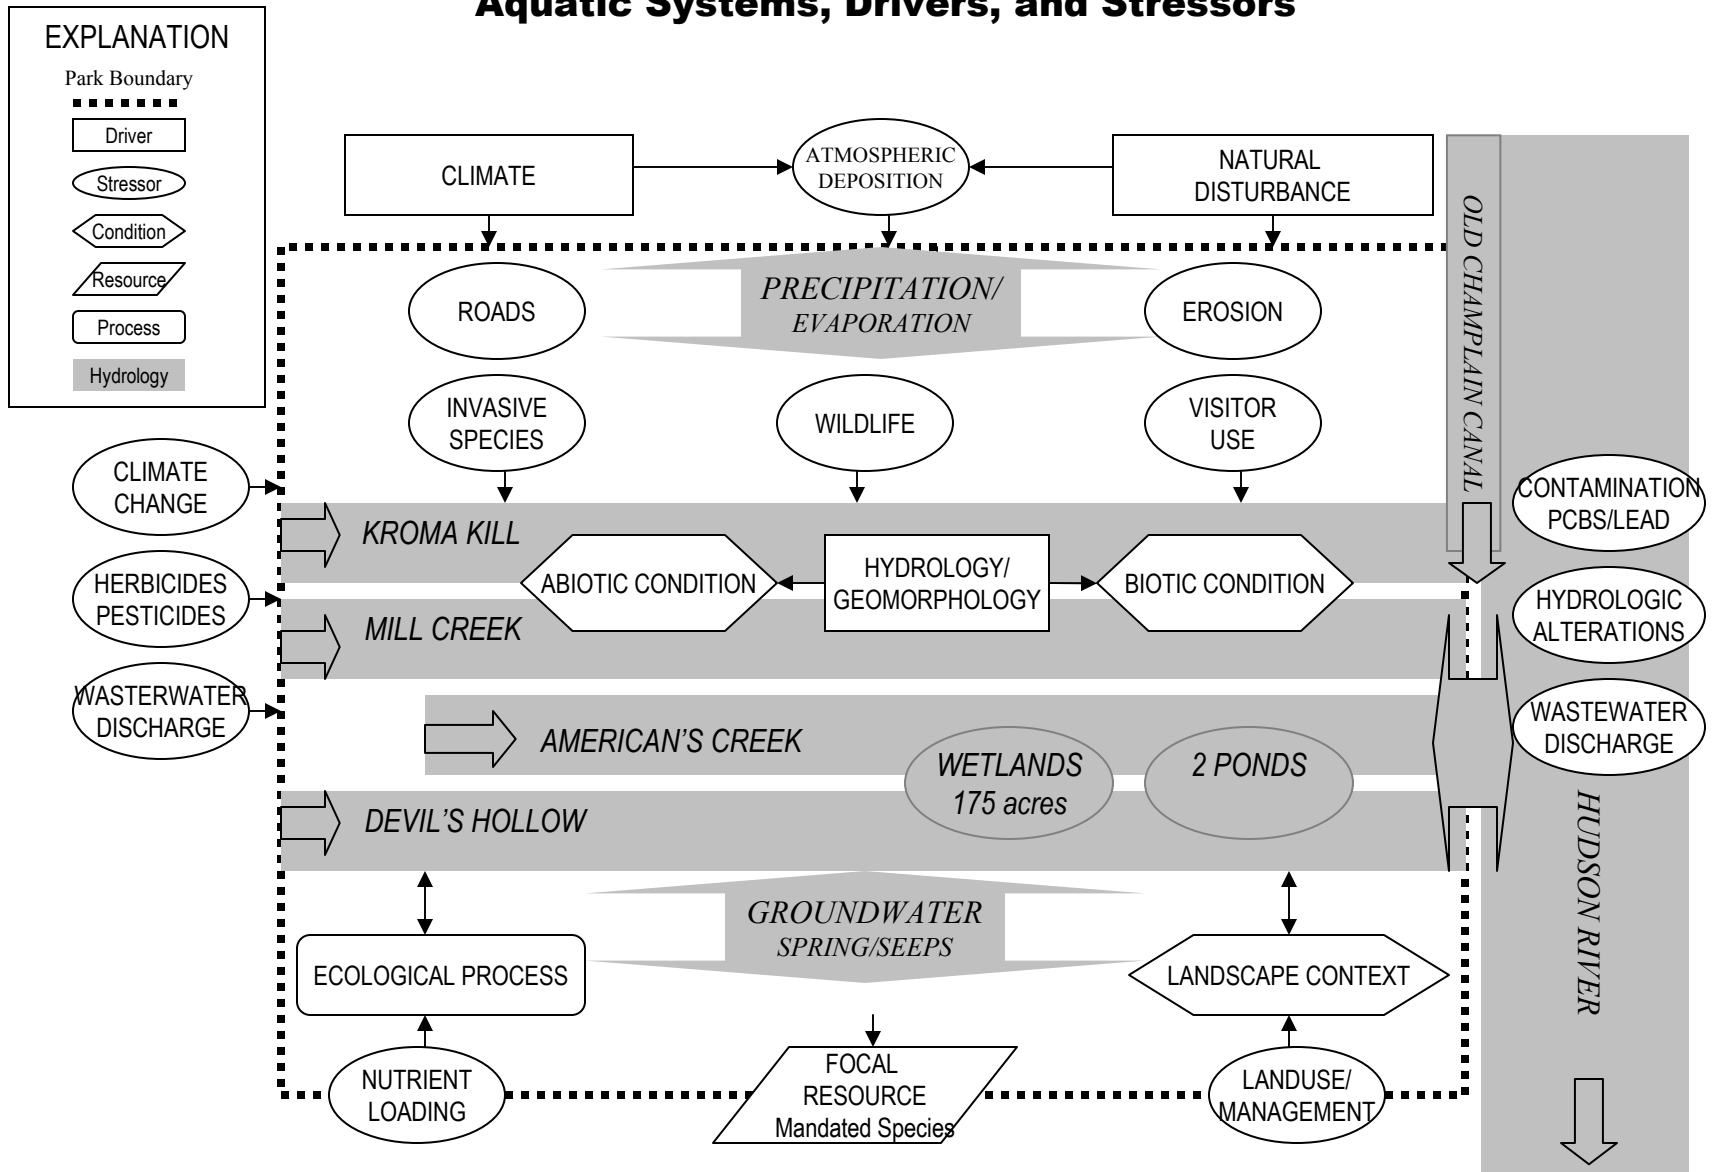 Aquatic Systems, Drivers, and Stressors
EXPLANATION
Park Boundary
Driver
Stressor
Condition
Resource
Process
Hydrology
CLIMATE
ATMOSPHERIC
DEPOSITION
NATURAL
DISTURBANCE
ROADS
PRECIPITATION/
EVAPORATION
EROSION
OLD CHAMPLAIN CANAL
INVASIVE
SPECIES
WILDLIFE
VISITOR
USE
CLIMATE
CHANGE
HERBICIDES
PESTICIDES
WASTERWATER
DISCHARGE
KROMA KILL
ABIOTIC CONDITION
HYDROLOGY/
GEOMORPHOLOGY
BIOTIC CONDITION
MILL CREEK
AMERICAN'S CREEK
WETLANDS
175 acres
2 PONDS
DEVIL'S HOLLOW
CONTAMINATION
PCBS/LEAD
HYDROLOGIC
ALTERATIONS
WASTEWATER
DISCHARGE
HUDSON RIVER
GROUNDWATER
SPRING/SEEPS
ECOLOGICAL PROCESS
LANDSCAPE CONTEXT
NUTRIENT
LOADING
FOCAL
RESOURCE
Mandated Species
LANDUSE/
MANAGEMENT